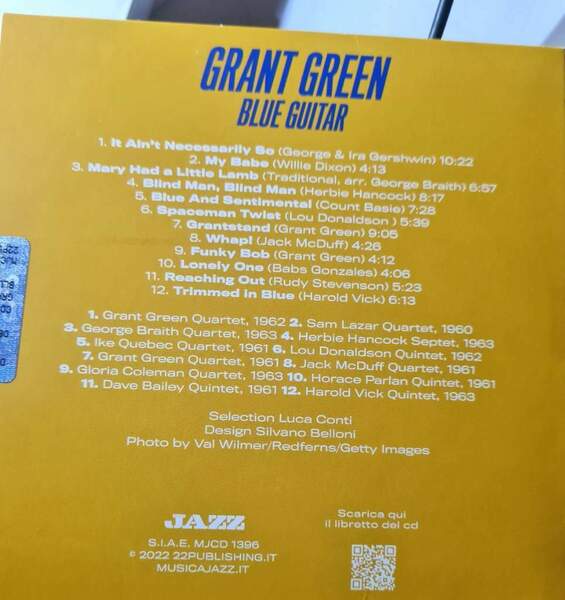 GRANT GREEN
BLUE GUITAR
1. It Ain't Necessarily So (George & Ira Gershwin) 10:22
2. My Babe (Willie Dixon) 4:13
3. Mary Had a Little Lamb (Traditional, arr. George Braith) 6:57
4. Blind Man, Blind Man (Herbie Hancock) 8:17
5. Blue And Sentimental (Count Basie) 7:28
6. Spaceman Twist (Lou Donaldson ) 5:39
7. Grantstand (Grant Green) 9:05
8. Whap! (Jack McDuff) 4:26
9. Funky Bob (Grant Green) 4:12
10. Lonely One (Babs Gonzales) 4:06
11. Reaching Out (Rudy Stevenson) 5:23
12. Trimmed in Blue (Harold Vick) 6:13
1. Grant Green Quartet, 1962 2. Sam Lazar Quartet, 1960
3. George Braith Quartet, 1963 4. Herbie Hancock Septet, 1963
5. Ike Quebec Quartet, 1961 6. Lou Donaldson Quintet, 1962
7. Grant Green Quartet, 1961 8. Jack McDuff Quartet, 1961
9. Gloria Coleman Quartet, 1963 10. Horace Parlan Quintet, 1961
11. Dave Bailey Quintet, 1961 12. Harold Vick Quintet, 1963
Selection Luca Conti
Design Silvano Belloni
Photo by Val Wilmer/Redferns/Getty Images
JAZZ
S.I.A.E. MJCD 1396
© 2022 22PUBLISHING.IT
MUSICAJAZZ.IT
Scarica qui
il libretto del cd